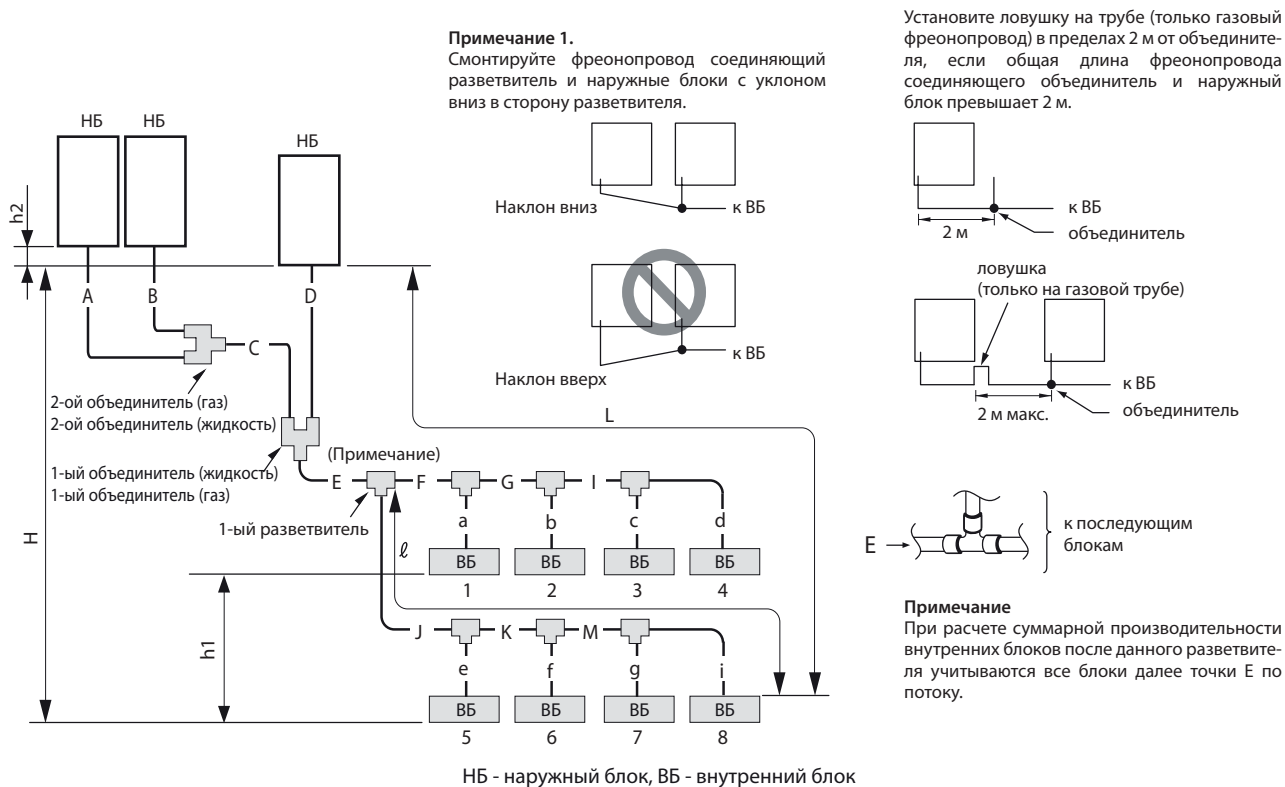 Примечание 1.
Смонтируйте фреонопровод соединяющий
разветвитель и наружные блоки с уклоном
вниз в сторону разветвителя.
Установите ловушку на трубе (только газовый
фреонопровод) в пределах 2 м от объедините-
ля, если общая длина фреонопровода
соединяющего объединитель и наружный
блок превышает 2 м.
НБ
НБ
НБ
h2
Наклон вниз
к ВБ
к ВБ
2 м
объединитель
A
B
D
C
ловушка
(только на газовой трубе)
к ВБ
Наклон вверх
к ВБ
объединитель
2 м макс.
2-ой объединитель (газ)
2-ой объединитель (жидкость)
L
1-ый объединитель (жидкость)
1-ый объединитель (газ)
(Примечание)
E
F
G
I
1-ый разветвитель
H
a
b
c
d
ℓ
ВБ
ВБ
ВБ
ВБ
1
2
3
4
E
к последующим
блокам
h1
J
K
M
e
f
g
i
ВБ
ВБ
ВБ
ВБ
5
6
7
8
Примечание
При расчете суммарной производительности
внутренних блоков после данного разветвите-
ля учитываются все блоки далее точки E по
потоку.
НБ - наружный блок, ВБ - внутренний блок